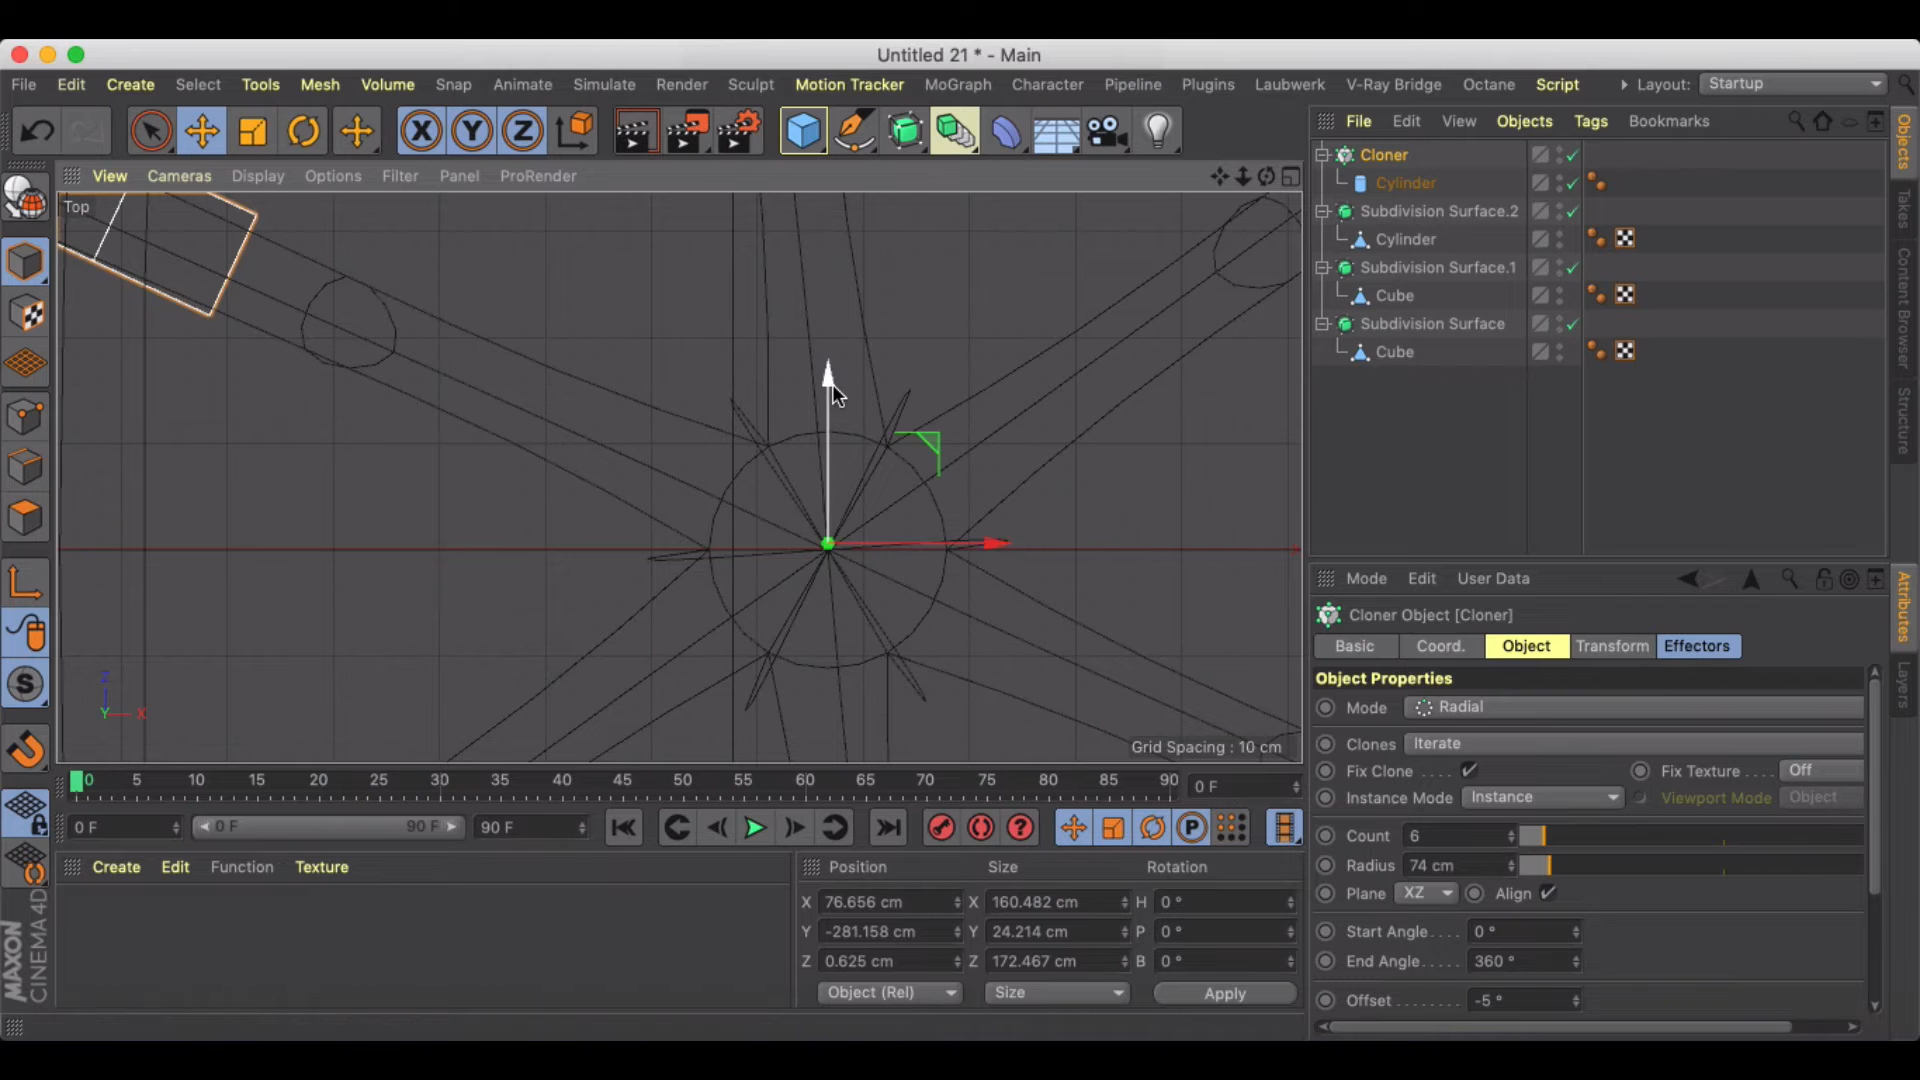 Untitled 21 * - Main
File Edit Create Select Tools Mesh Volume Snap Animate Simulate Render Sculpt Motion Tracker MoGraph Character Pipeline Plugins Laubwerk V-Ray Bridge Octane Script Layout: Startup
X Y Z
File Edit View Objects Tags Bookmarks
View Cameras Display Options Filter Panel ProRender
Top
Cloner
Cylinder
Subdivision Surface.2
Cylinder
Subdivision Surface.1
Cube
Subdivision Surface
Cube
Objects
Takes
Content Browser
Structure
Z
Y X
Grid Spacing : 10 cm
Mode Edit User Data
Cloner Object [Cloner]
Basic Coord. Object Transform Effectors
Object Properties
Mode Radial
Clones Iterate
Fix Clone . . . . Fix Texture . . . . Off
Instance Mode Instance Viewport Mode Object
Count 6
Radius 74 cm
Plane XZ Align
Start Angle. . . . 0 °
End Angle. . . . . 360 °
Offset . . . . . . . . -5 °
Attributes
Layers
0 5 10 15 20 25 30 35 40 45 50 55 60 65 70 75 80 85 90 0 F
0 F 0 F 90 F 90 F
P
S
Create Edit Function Texture
Position Size Rotation
X 76.656 cm X 160.482 cm H 0 °
Y -281.158 cm Y 24.214 cm P 0 °
Z 0.625 cm Z 172.467 cm B 0 °
Object (Rel) Size Apply
MAXON
CINEMA 4D